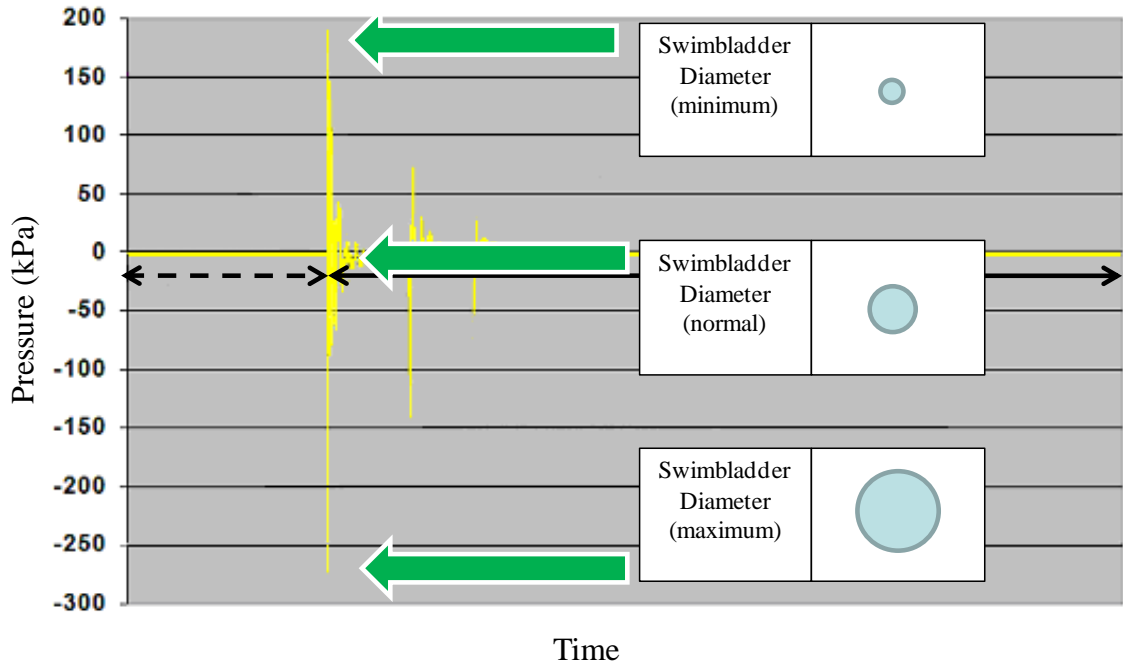 200
150
100
50
0
-50
-100
-150
-200
-250
-300
Pressure (kPa)
Time
Swimbladder
Diameter
(minimum)
Swimbladder
Diameter
(normal)
Swimbladder
Diameter
(maximum)